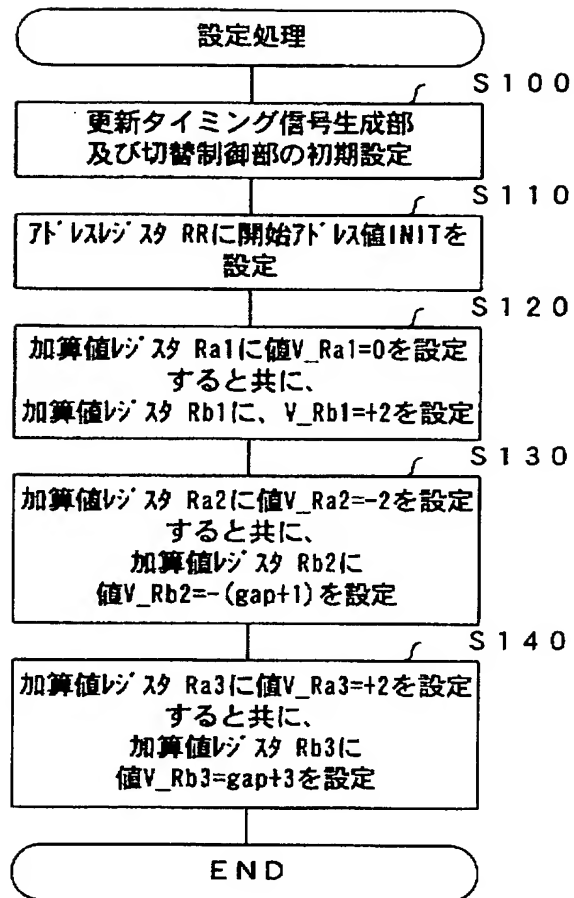 設定処理
S100
更新タイミング信号生成部
及び切替制御部の初期設定
S110
アドレスレジスタ RRに開始アドレス値INITを
設定
S120
加算値レジスタ Ra1に値V_Ra1=0を設定
すると共に、
加算値レジスタ Rb1に、V_Rb1=+2を設定
S130
加算値レジスタ Ra2に値V_Ra2=-2を設定
すると共に、
加算値レジスタ Rb2に
値V_Rb2=-(gap+1)を設定
S140
加算値レジスタ Ra3に値V_Ra3=+2を設定
すると共に、
加算値レジスタ Rb3に
値V_Rb3=gap+3を設定
END